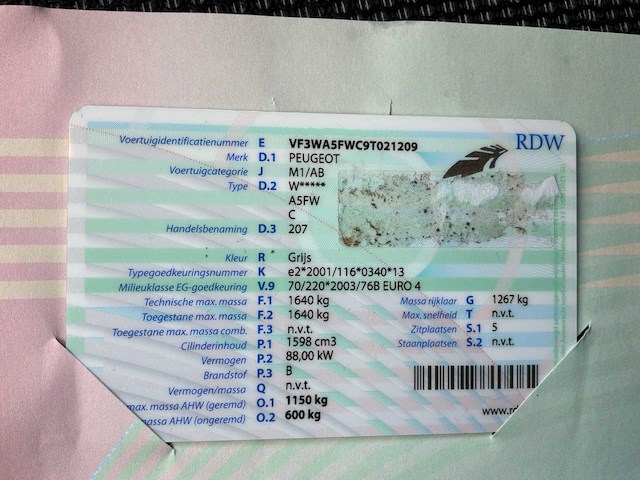 RDW
Voertuigidentificatienummer E VF3WA5FWC9T021209
Merk D.1 PEUGEOT
Voertuigcategorie J M1/AB
Type D.2 W*****
A5FW
C
Handelsbenaming D.3 207
Kleur R Grijs
Typegoedkeuringsnummer K e2*2001/116*0340*13
Milieuklasse EG-goedkeuring V.9 70/220*2003/76B EURO 4
Technische max. massa F.1 1640 kg Massa rijklaar G 1267 kg
Toegestane max. massa F.2 1640 kg Max. snelheid T n.v.t.
Toegestane max. massa comb. F.3 n.v.t. Zitplaatsen S.1 5
Cilinderinhoud P.1 1598 cm3 Staanplaatsen S.2 n.v.t.
Vermogen P.2 88,00 kW
Brandstof P.3 B
Vermogen/massa Q n.v.t.
max. massa AHW (geremd) O.1 1150 kg
massa AHW (ongeremd) O.2 600 kg
www.rd